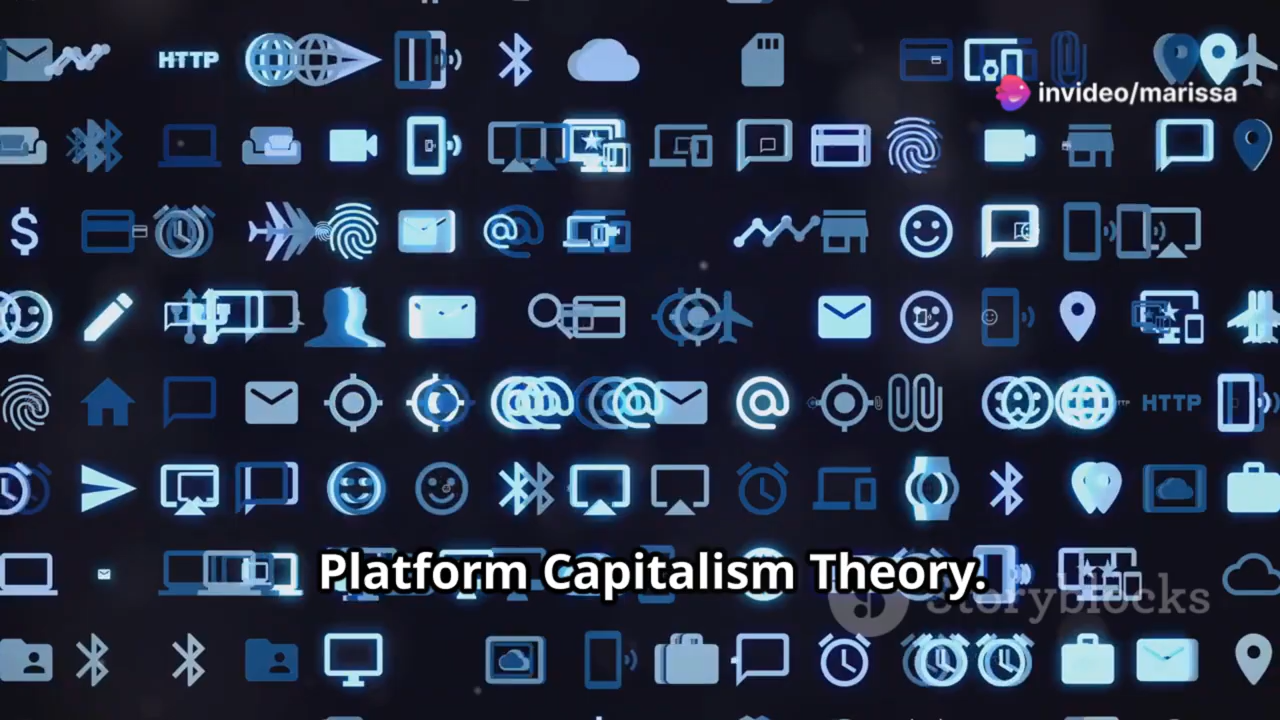 HTTP
invideo/marissa
HTTP
Platform Capitalism Theory.
storyblocks